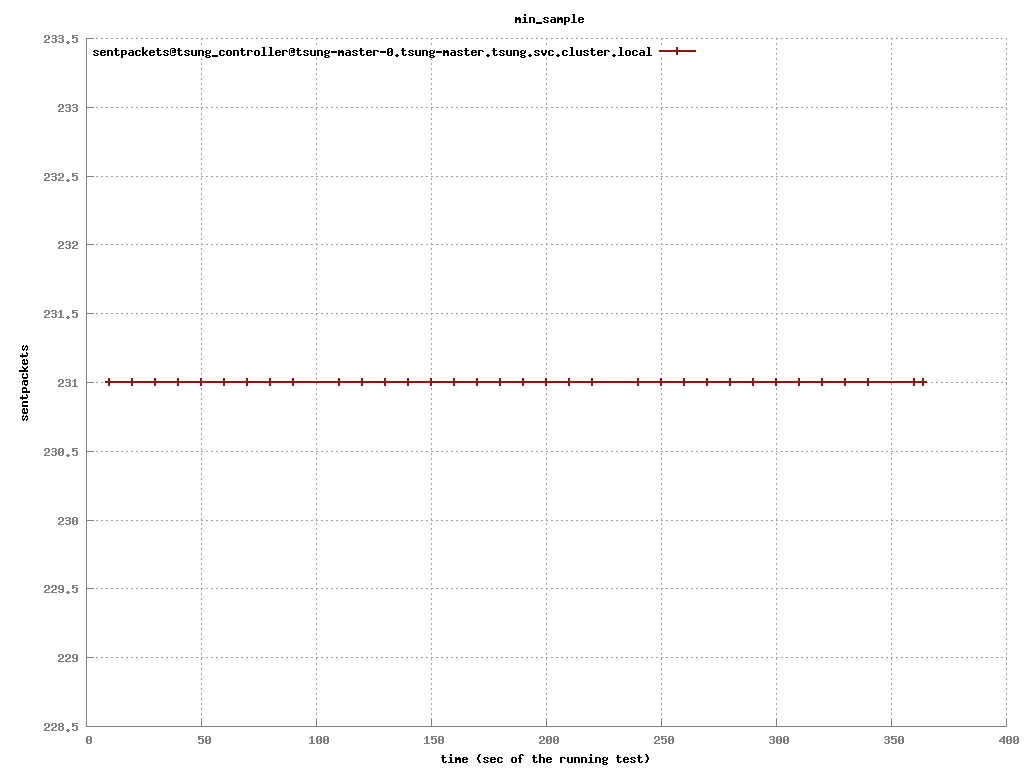 min_sample
233.5
sentpackets@tsung_controller@tsung-master-0.tsung-master.tsung.svc.cluster.local
233
232.5
232
231.5
231
230.5
230
229.5
229
228.5
sentpackets
0 50 100 150 200 250 300 350 400
time (sec of the running test)